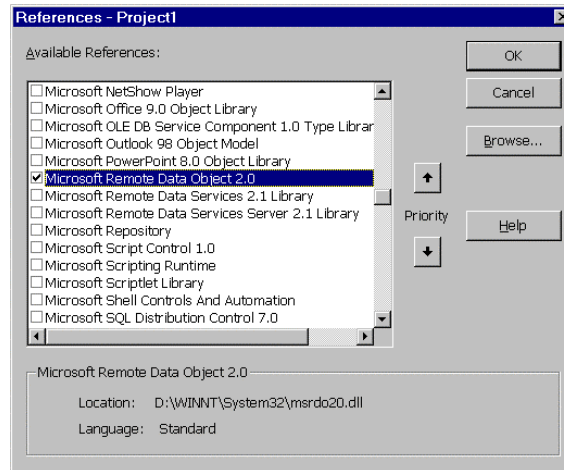 References - Project1
Available References:
OK
Microsoft NetShow Player
Microsoft Office 9.0 Object Library
Cancel
Microsoft OLE DB Service Component 1.0 Type Librar
Microsoft Outlook 98 Object Model
Browse...
Microsoft PowerPoint 8.0 Object Library
Microsoft Remote Data Object 2.0
Microsoft Remote Data Services 2.1 Library
Microsoft Remote Data Services Server 2.1 Library
Priority
Help
Microsoft Repository
Microsoft Script Control 1.0
Microsoft Scripting Runtime
Microsoft Scriptlet Library
Microsoft Shell Controls And Automation
Microsoft SQL Distribution Control 7.0
Microsoft Remote Data Object 2.0
Location: D:\WINNT\System32\msrdo20.dll
Language: Standard